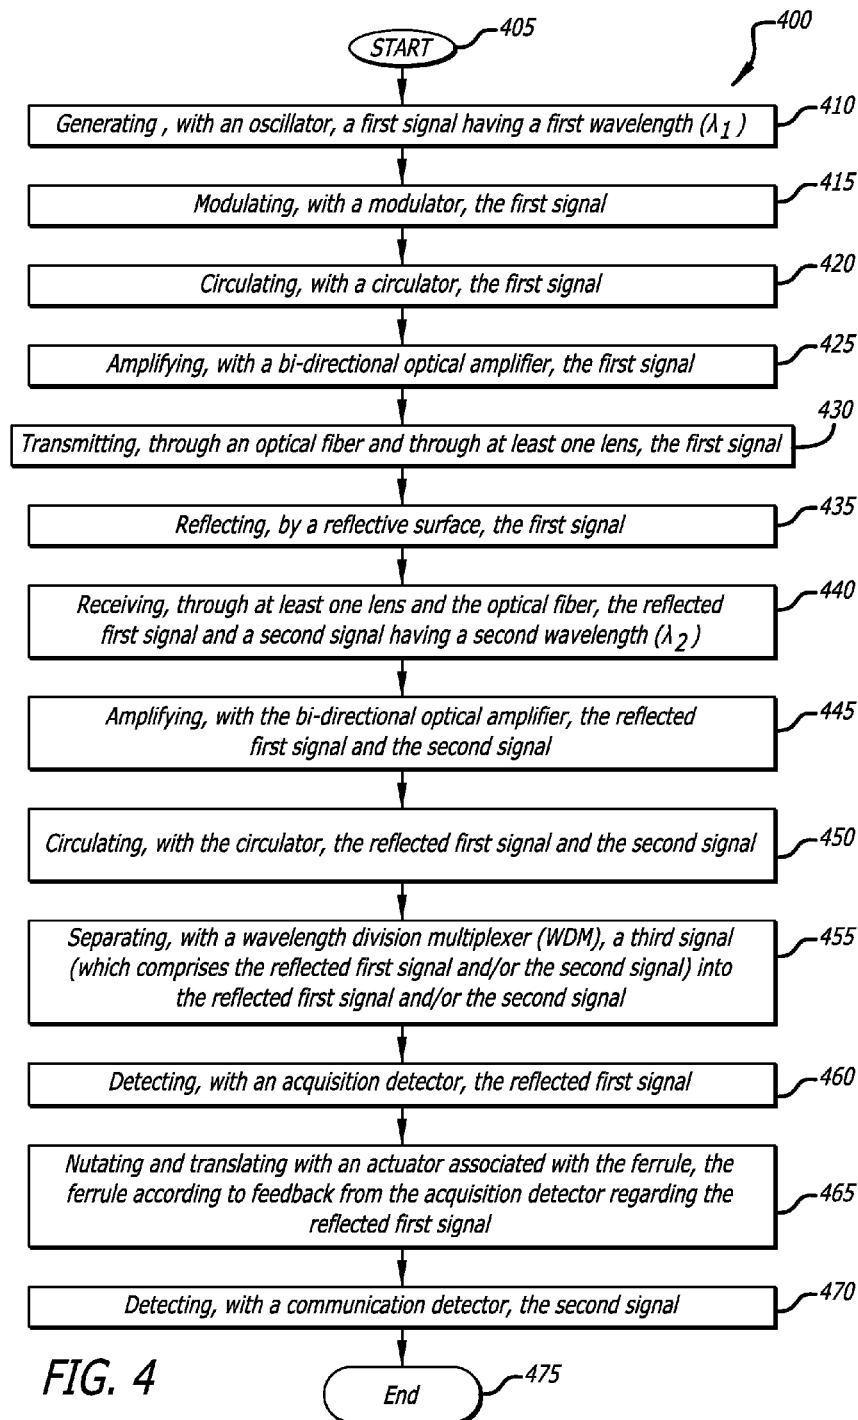 START
405
400
Generating , with an oscillator, a first signal having a first wavelength (λ1)
410
Modulating, with a modulator, the first signal
415
Circulating, with a circulator, the first signal
420
Amplifying, with a bi-directional optical amplifier, the first signal
425
Transmitting, through an optical fiber and through at least one lens, the first signal
430
Reflecting, by a reflective surface, the first signal
435
Receiving, through at least one lens and the optical fiber, the reflected
first signal and a second signal having a second wavelength (λ2)
440
Amplifying, with the bi-directional optical amplifier, the reflected
first signal and the second signal
445
Circulating, with the circulator, the reflected first signal and the second signal
450
Separating, with a wavelength division multiplexer (WDM), a third signal
(which comprises the reflected first signal and/or the second signal) into
the reflected first signal and/or the second signal
455
Detecting, with an acquisition detector, the reflected first signal
460
Nutating and translating with an actuator associated with the ferrule, the
ferrule according to feedback from the acquisition detector regarding the
reflected first signal
465
Detecting, with a communication detector, the second signal
470
End
475
FIG. 4